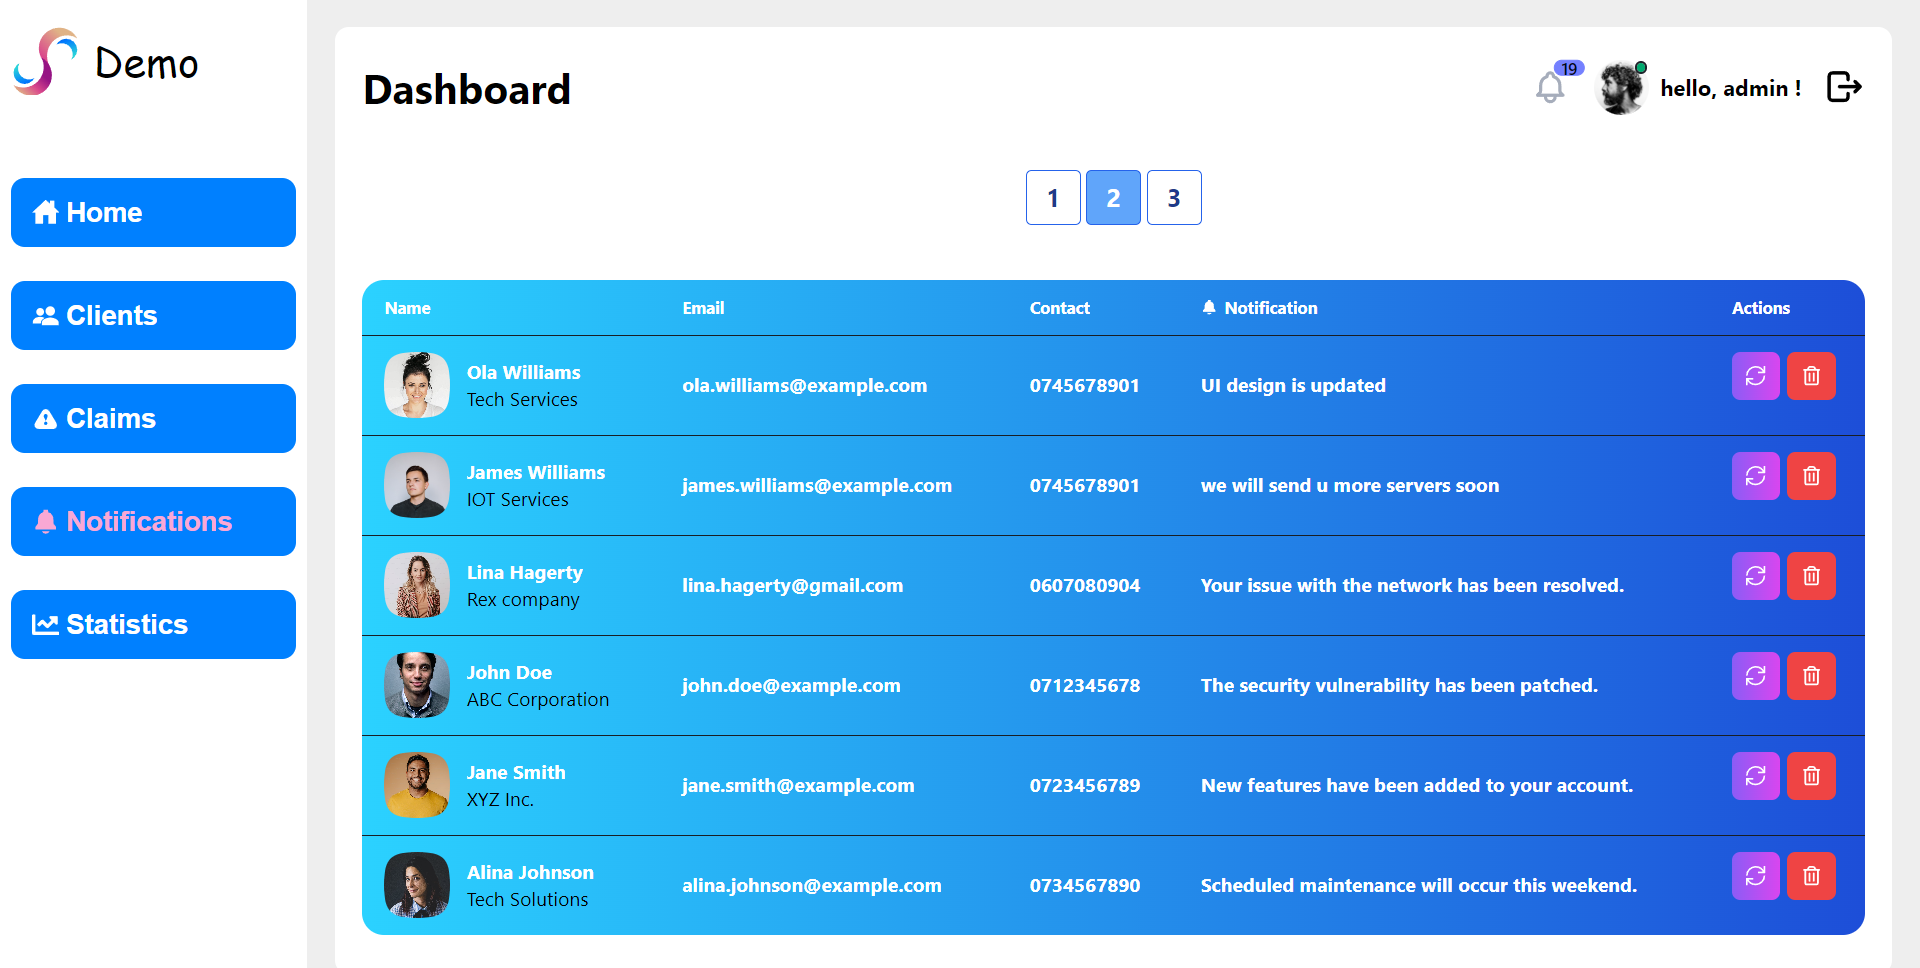 Demo
Home
Clients
Claims
Notifications
Statistics
Dashboard
19
hello, admin !
1 2 3
Name Email Contact Notification Actions
Ola Williams
Tech Services
ola.williams@example.com 0745678901 UI design is updated
James Williams
IOT Services
james.williams@example.com 0745678901 we will send u more servers soon
Lina Hagerty
Rex company
lina.hagerty@gmail.com 0607080904 Your issue with the network has been resolved.
John Doe
ABC Corporation
john.doe@example.com 0712345678 The security vulnerability has been patched.
Jane Smith
XYZ Inc.
jane.smith@example.com 0723456789 New features have been added to your account.
Alina Johnson
Tech Solutions
alina.johnson@example.com 0734567890 Scheduled maintenance will occur this weekend.